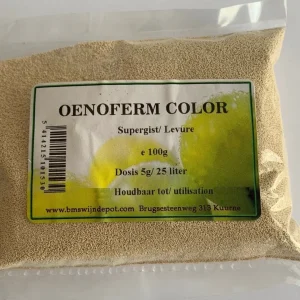 OENOFERM COLOR
Supergist/ Levure
e 100g
Dosis 5g/ 25 liter
Houdbaar tot/ utilisation
www.bmswijndepot.com Brugsesteenweg 313 Kuurne